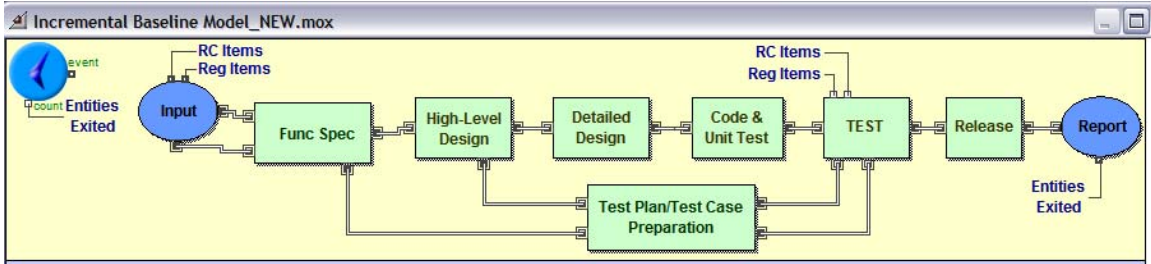 Incremental Baseline Model_NEW.mox
event
count
Entities
Exited
RC Items
Reg Items
Input
Func Spec
High-Level
Design
Detailed
Design
Code &
Unit Test
RC Items
Reg Items
TEST
Release
Report
Entities
Exited
Test Plan/Test Case
Preparation